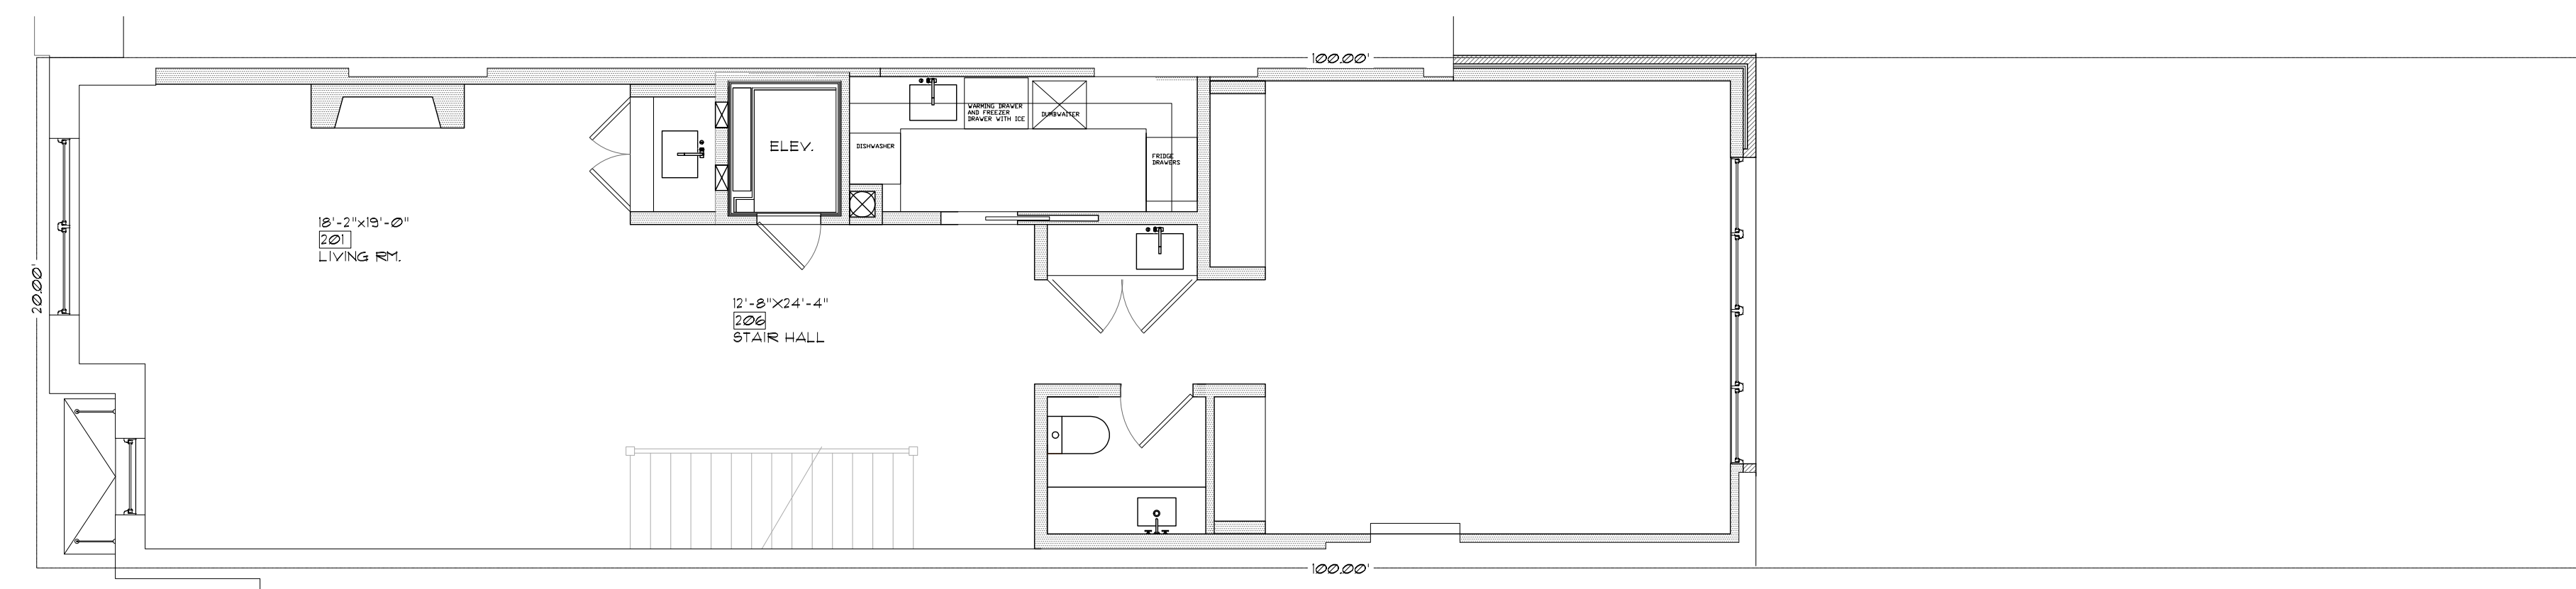 100.00'
WARMING DRAWER
AND FREEZER
DRAWER WITH ICE
DUMBWAITER
ELEV.
DISHWASHER
FRIDGE
DRAWERS
18'-2"x19'-0"
201
LIVING RM.
20.00'
12'-8"X24'-4"
206
STAIR HALL
100.00'